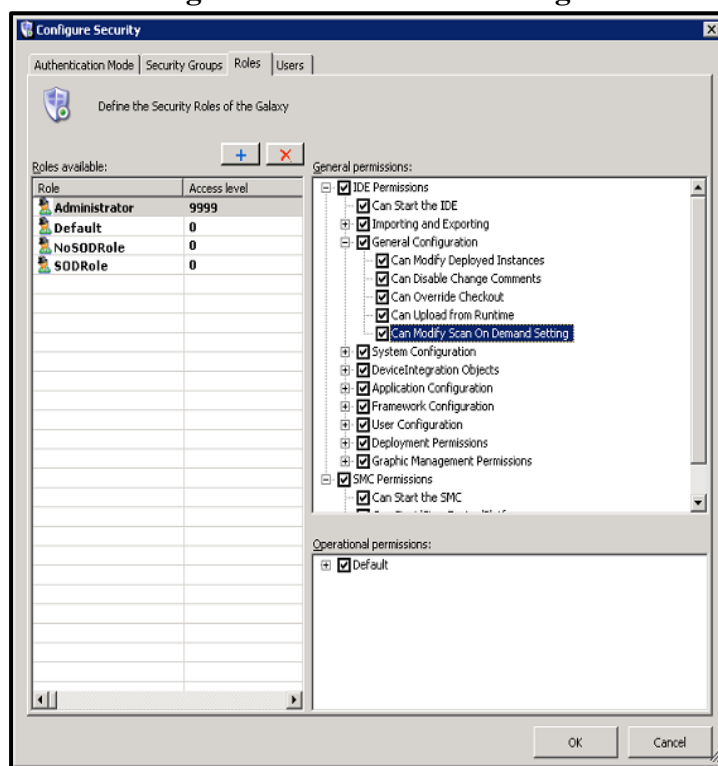 Configure Security
Authentication Mode Security Groups Roles Users
Define the Security Roles of the Galaxy
Roles available:
Role Access level
Administrator 9999
Default 0
NoSODRole 0
SODRole 0
General permissions:
IDE Permissions
Can Start the IDE
Importing and Exporting
General Configuration
Can Modify Deployed Instances
Can Disable Change Comments
Can Override Checkout
Can Upload from Runtime
Can Modify Scan On Demand Setting
System Configuration
DeviceIntegration Objects
Application Configuration
Framework Configuration
User Configuration
Deployment Permissions
Graphic Management Permissions
SMC Permissions
Can Start the SMC
Operational permissions:
Default
OK Cancel